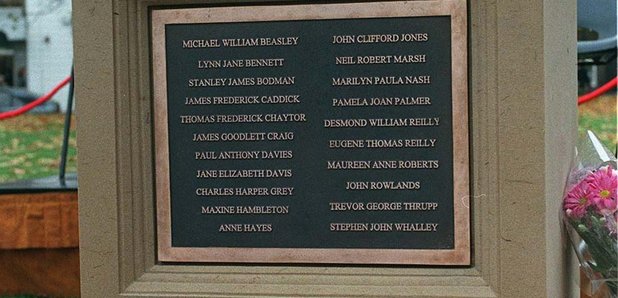 MICHAEL WILLIAM BEASLEY
LYNN JANE BENNETT
STANLEY JAMES BODMAN
JAMES FREDERICK CADDICK
THOMAS FREDERICK CHAYTOR
JAMES GOODLETT CRAIG
PAUL ANTHONY DAVIES
JANE ELIZABETH DAVIS
CHARLES HARPER GREY
MAXINE HAMBLETON
ANNE HAYES
JOHN CLIFFORD JONES
NEIL ROBERT MARSH
MARILYN PAULA NASH
PAMELA JOAN PALMER
DESMOND WILLIAM REILLY
EUGENE THOMAS REILLY
MAUREEN ANNE ROBERTS
JOHN ROWLANDS
TREVOR GEORGE THRUPP
STEPHEN JOHN WHALLEY